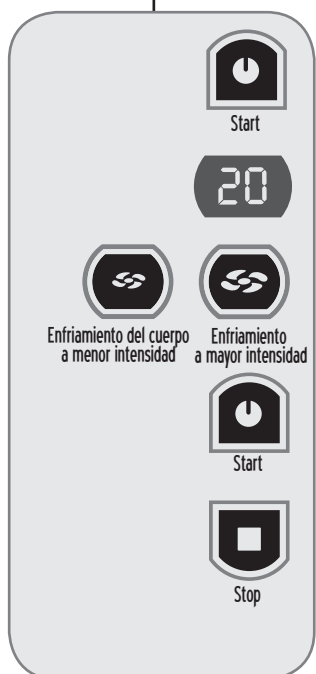 Start
20
Enfriamiento del cuerpo
a menor intensidad
Enfriamiento
a mayor intensidad
Start
Stop